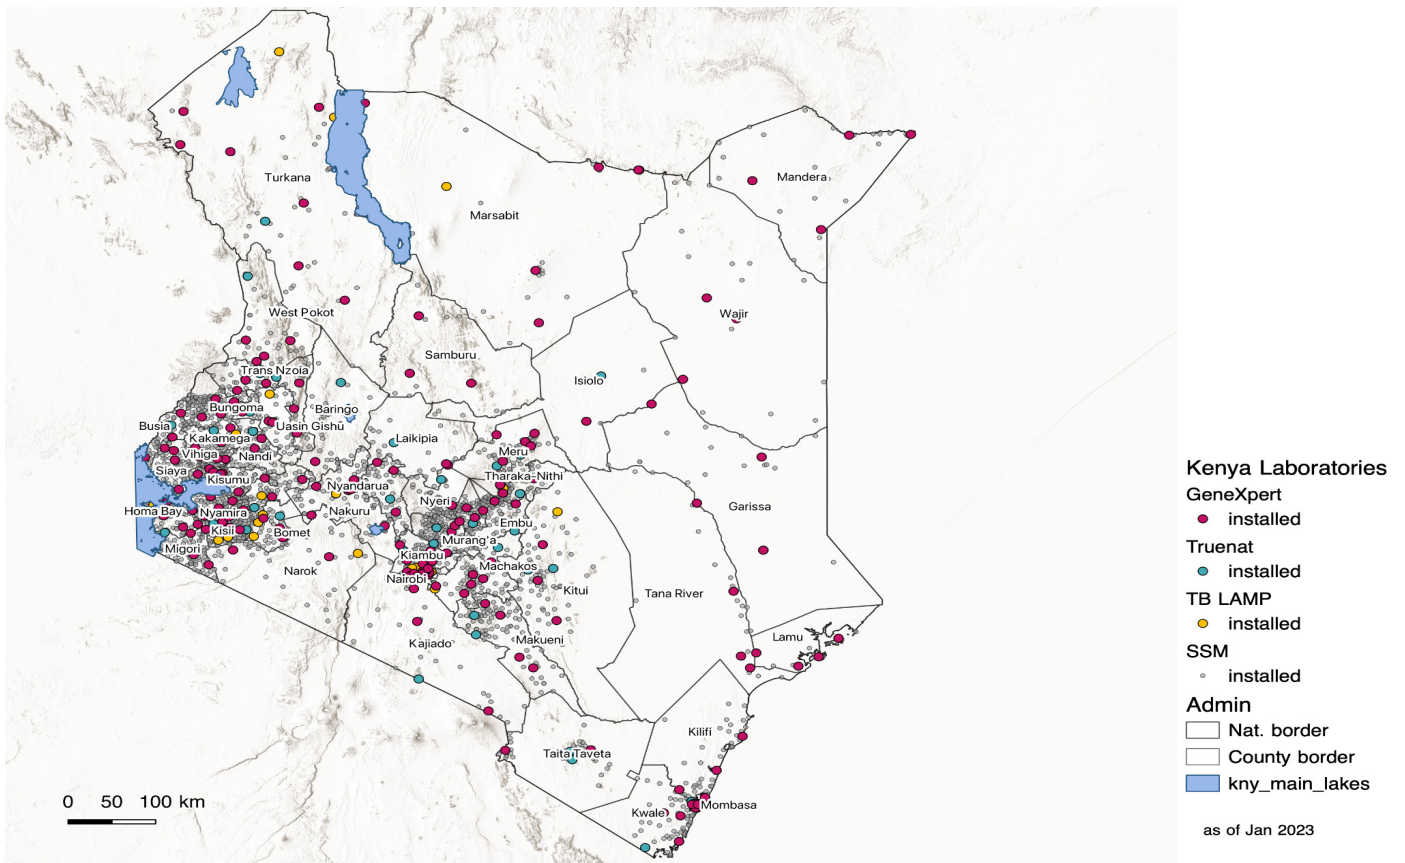 Turkana
Marsabit
Mandera
West Pokot
Wajir
Samburu
Trans Nzoia
Isiolo
Bungoma
Baringo
Busia
Uasin Gishu
Kakamega
Laikipia
Vihiga
Nandi
Meru
Siaya
Kisumu
Tharaka-Nithi
Nyandarua
Nyeri
Homa Bay
Nyamira
Nakuru
Garissa
Kisii
Bomet
Embu
Murang'a
Migori
Kiambu
Narok
Nairobi
Machakos
Kitui
Tana River
Lamu
Kajiado
Makueni
Kilifi
Taita Taveta
Kwale
Mombasa
0 50 100 km
Kenya Laboratories
GeneXpert
installed
Truenat
installed
TB LAMP
installed
SSM
installed
Admin
Nat. border
County border
kny_main_lakes
as of Jan 2023